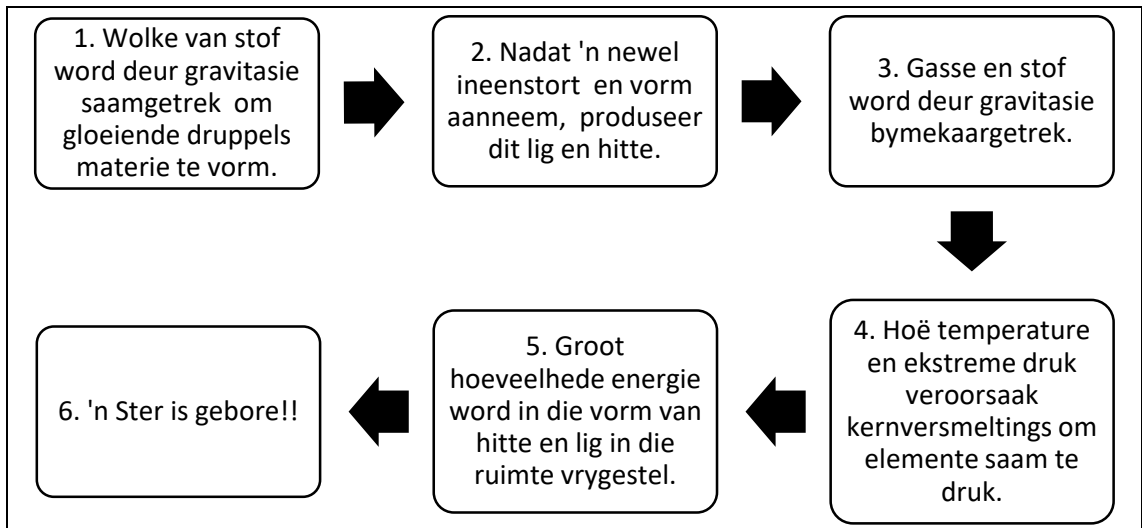 1. Wolke van stof
word deur gravitasie
saamgetrek om
gloeiende druppels
materie te vorm.
2. Nadat 'n newel
ineenstort en vorm
aanneem, produseer
dit lig en hitte.
3. Gasse en stof
word deur gravitasie
bymekaargetrek.
4. Hoë temperature
en ekstreme druk
veroorsaak
kernversmeltings om
elemente saam te
druk.
5. Groot
hoeveelhede energie
word in die vorm van
hitte en lig in die
ruimte vrygestel.
6. 'n Ster is gebore!!